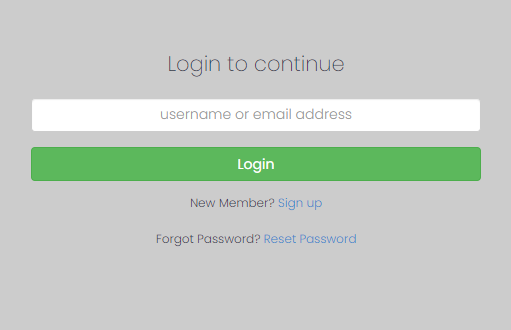 Login to continue
username or email address
Login
New Member? Sign up
Forgot Password? Reset Password